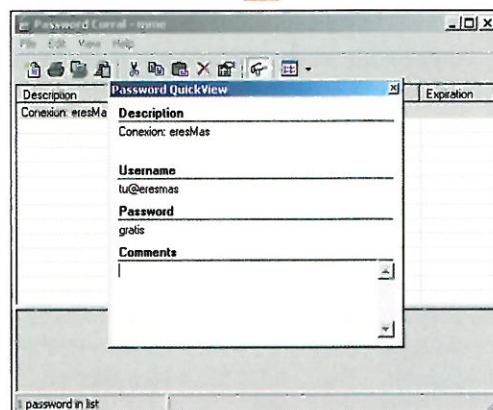 Password Corral - mme
File Edit View Help
Description
Expiration
Conexion: eresMa
Password QuickView
Description
Conexion: eresMas
Username
tu@eresmas
Password
gratis
Comments
1 password in list